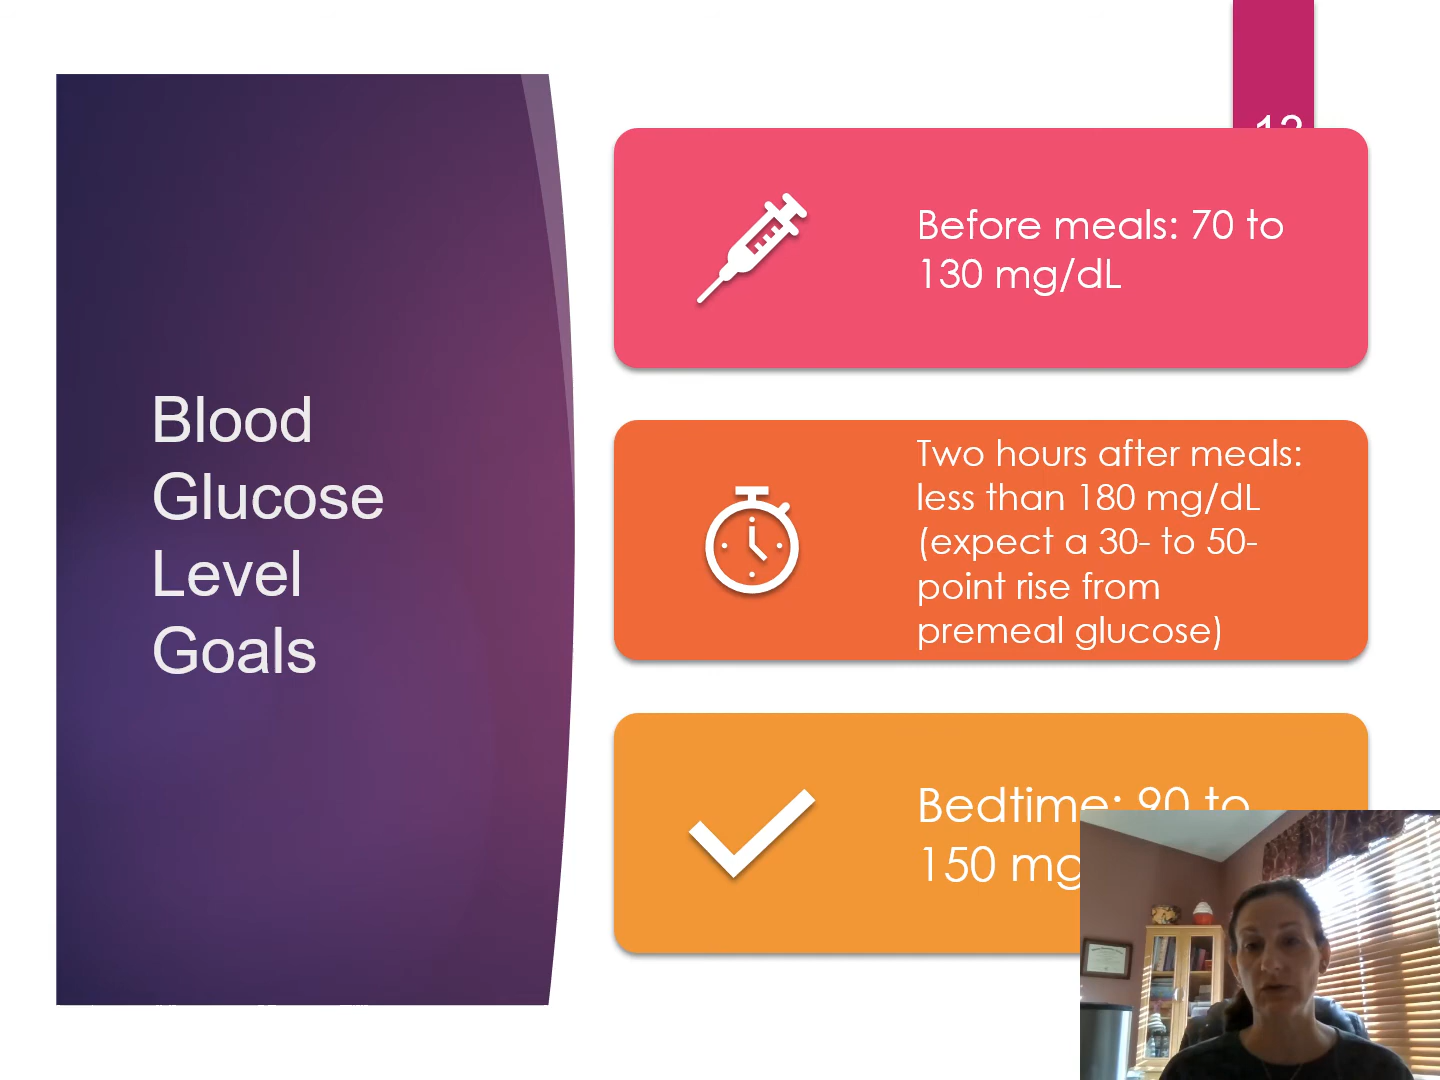 Blood
Glucose
Level
Goals
12
Before meals: 70 to
130 mg/dL
Two hours after meals:
less than 180 mg/dL
(expect a 30- to 50-
point rise from
premeal glucose)
Bedtime: 90 to
150 mg